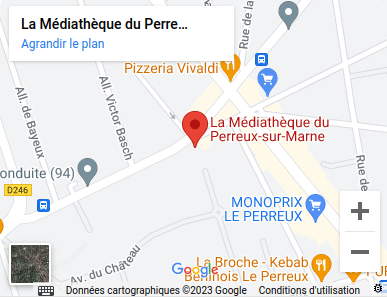 La Médiathèque du Perre...
Agrandir le plan
Rue de la
Pizzeria Vivaldi
All. de Bayeux
All. Victor Basch
La Médiathèque du
Perreux-sur-Marne
onduite (94)
D246
Rue de
MONOPRIX
LE PERREUX
Av. du Château
La Broche - Kebab
Berlinois Le Perreux
Google
Données cartographiques ©2023 Google
Conditions d'utilisation